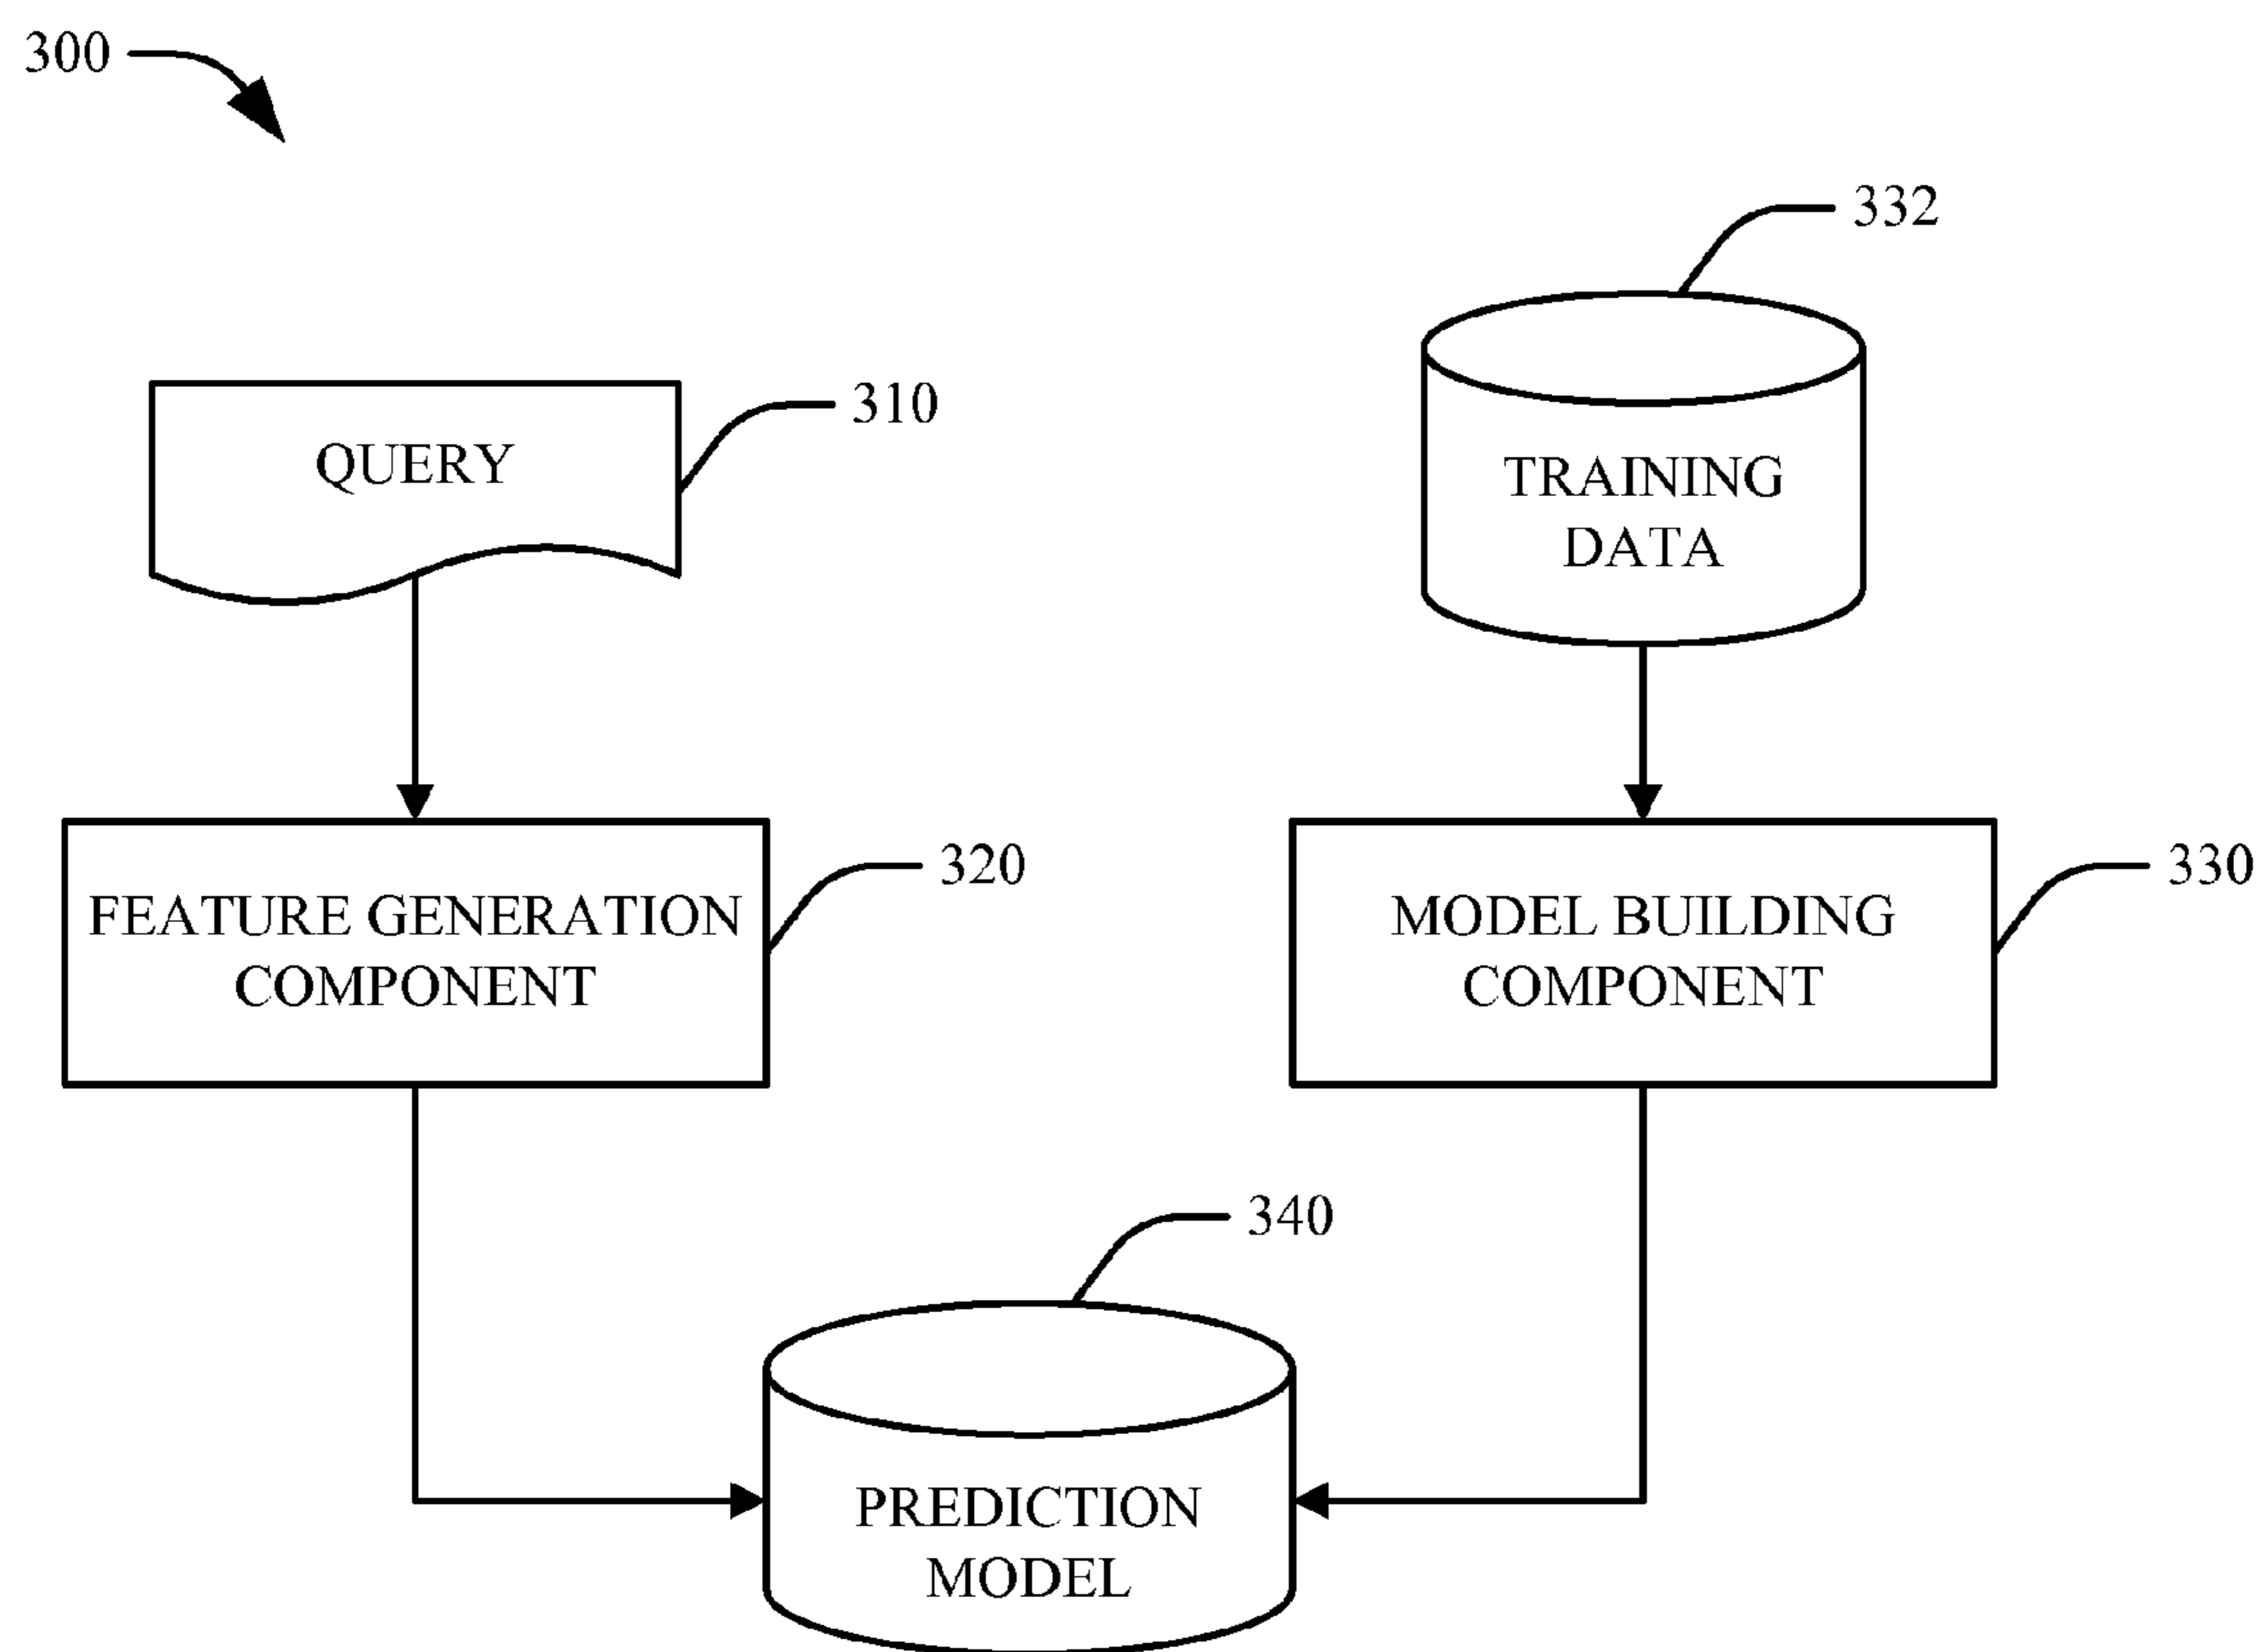 300
332
310
QUERY
TRAINING
DATA
320
330
FEATURE GENERATION
COMPONENT
MODEL BUILDING
COMPONENT
340
PREDICTION
MODEL